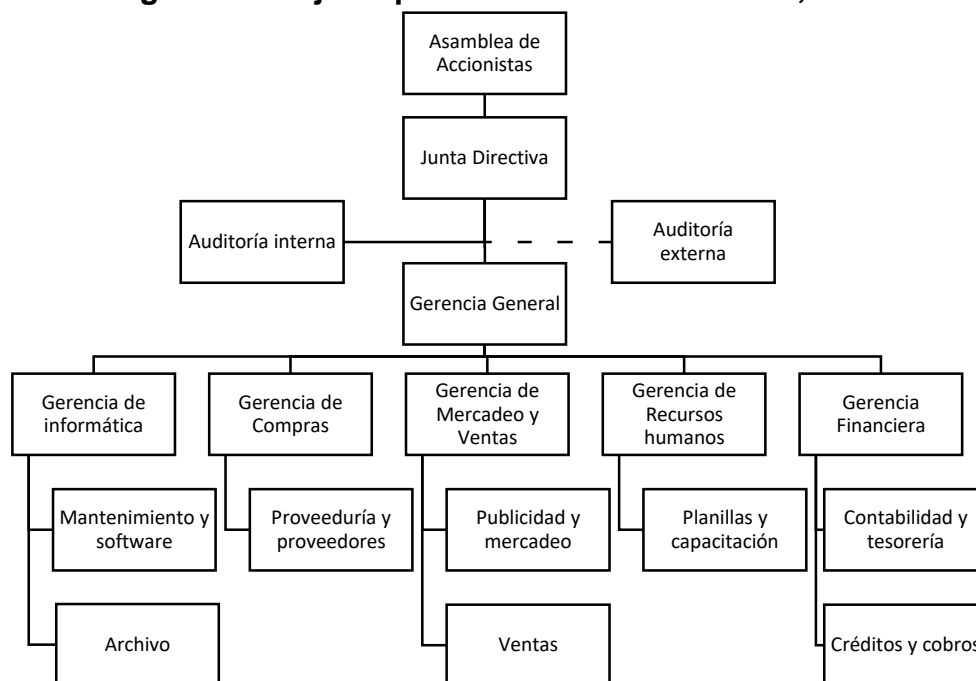 Asamblea de
Accionistas
Junta Directiva
Auditoría interna
Auditoría
externa
Gerencia General
Gerencia de
informática
Gerencia de
Compras
Gerencia de
Mercadeo y
Ventas
Gerencia de
Recursos
humanos
Gerencia
Financiera
Mantenimiento y
software
Proveeduría y
proveedores
Publicidad y
mercadeo
Planillas y
capacitación
Contabilidad y
tesorería
Archivo
Ventas
Créditos y cobros